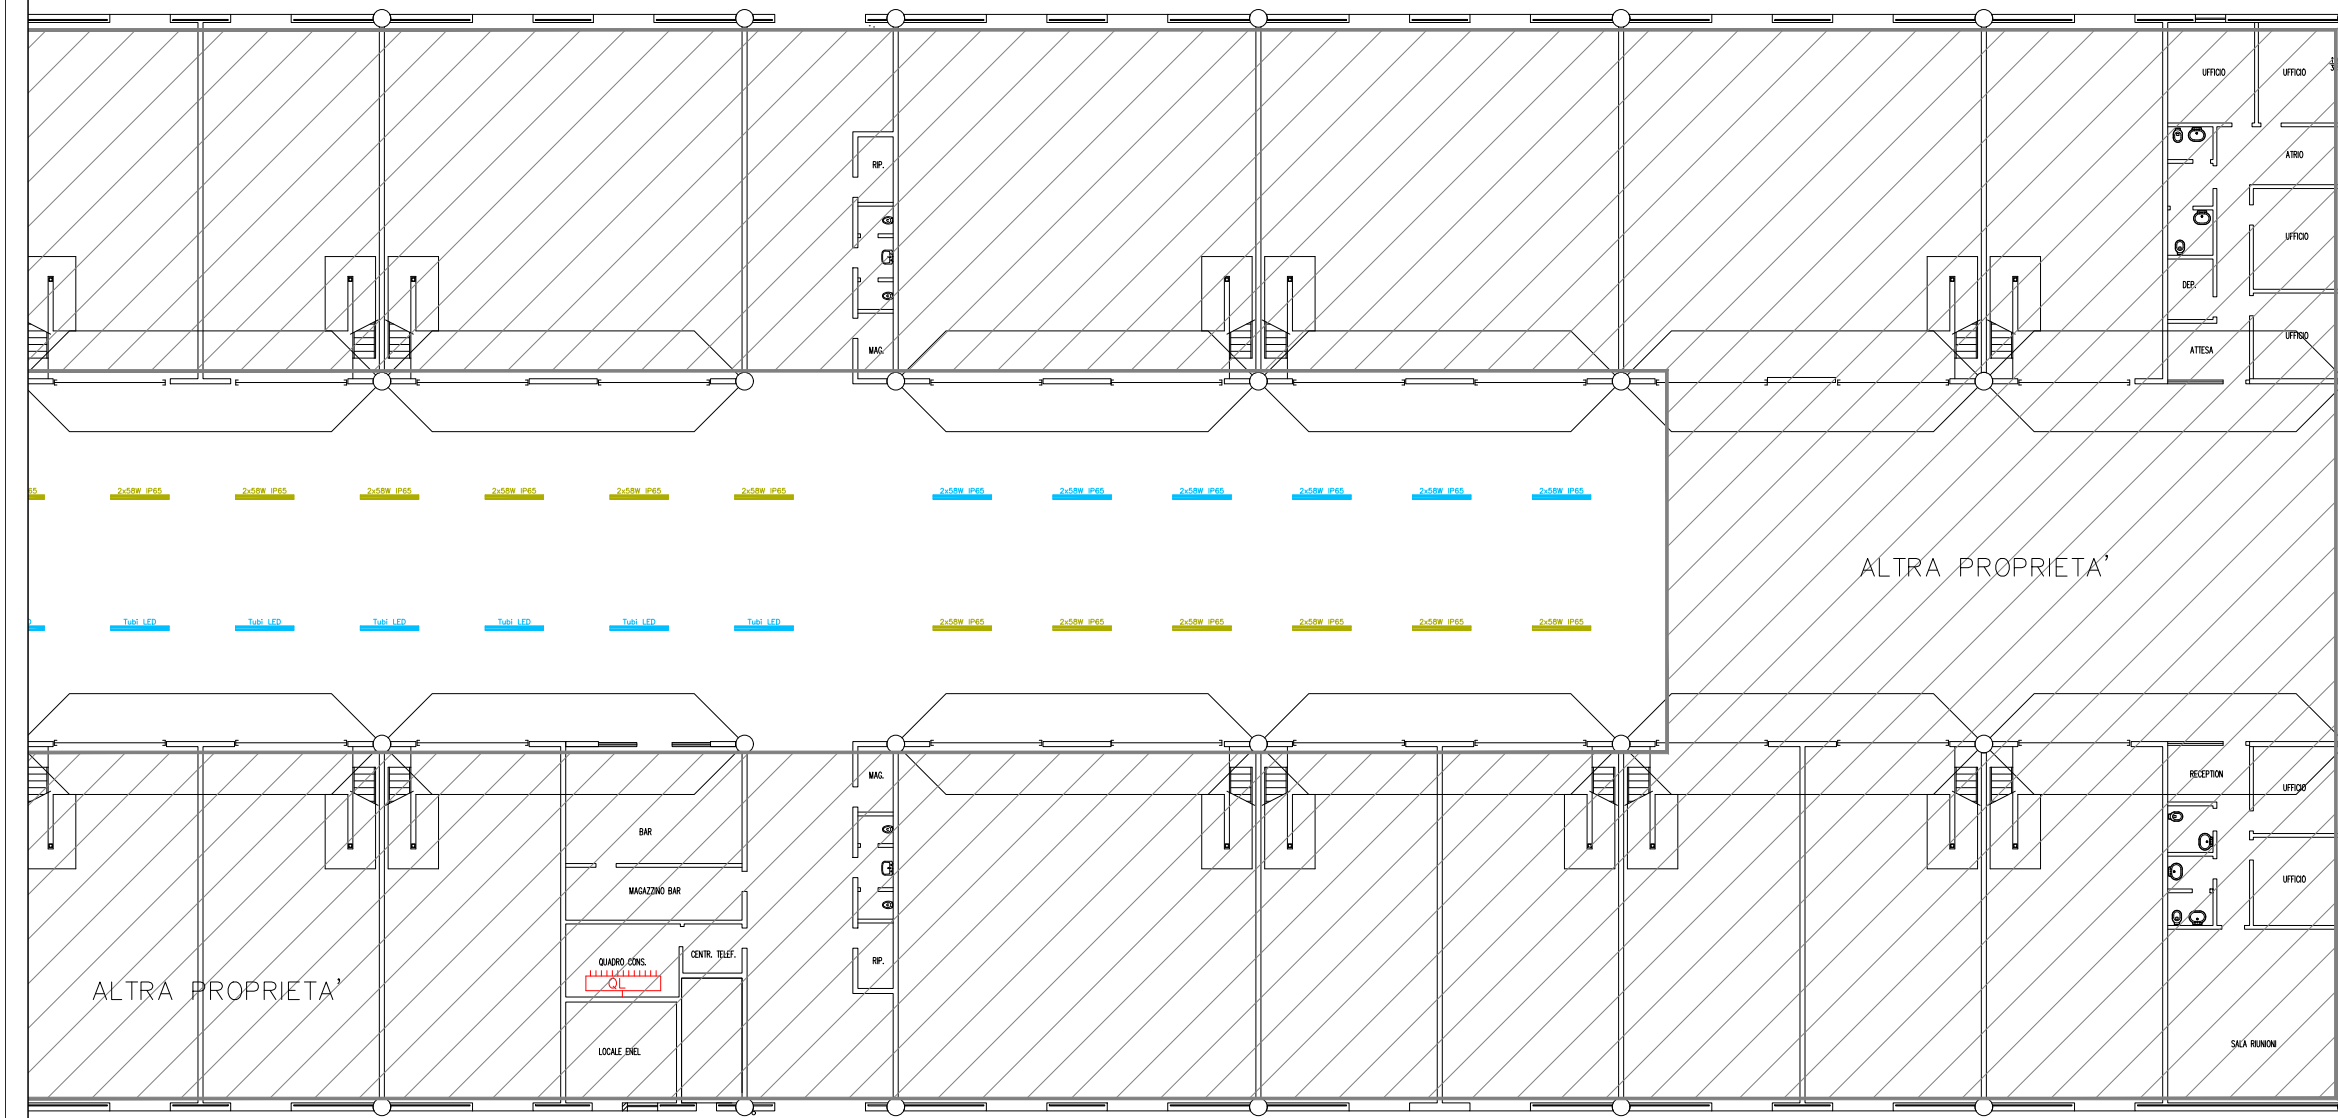 UFFICIO UFFICIO
RIP.
ATRIO
UFFICIO
DEP.
UFFICIO
MAG.
ATTESA
65 2x58W IP65 2x58W IP65 2x58W IP65 2x58W IP65 2x58W IP65 2x58W IP65 2x58W IP65 2x58W IP65 2x58W IP65 2x58W IP65 2x58W IP65 2x58W IP65
ALTRA PROPRIETA'
Tubi LED Tubi LED Tubi LED Tubi LED Tubi LED Tubi LED 2x58W IP65 2x58W IP65 2x58W IP65 2x58W IP65 2x58W IP65 2x58W IP65
MAG.
RECEPTION
UFFICIO
BAR
MAGAZZINO BAR
UFFICIO
CENTR. TELEF.
QUADRO CONS.
RIP.
QL
ALTRA PROPRIETA'
LOCALE ENEL
SALA RIUNIONI